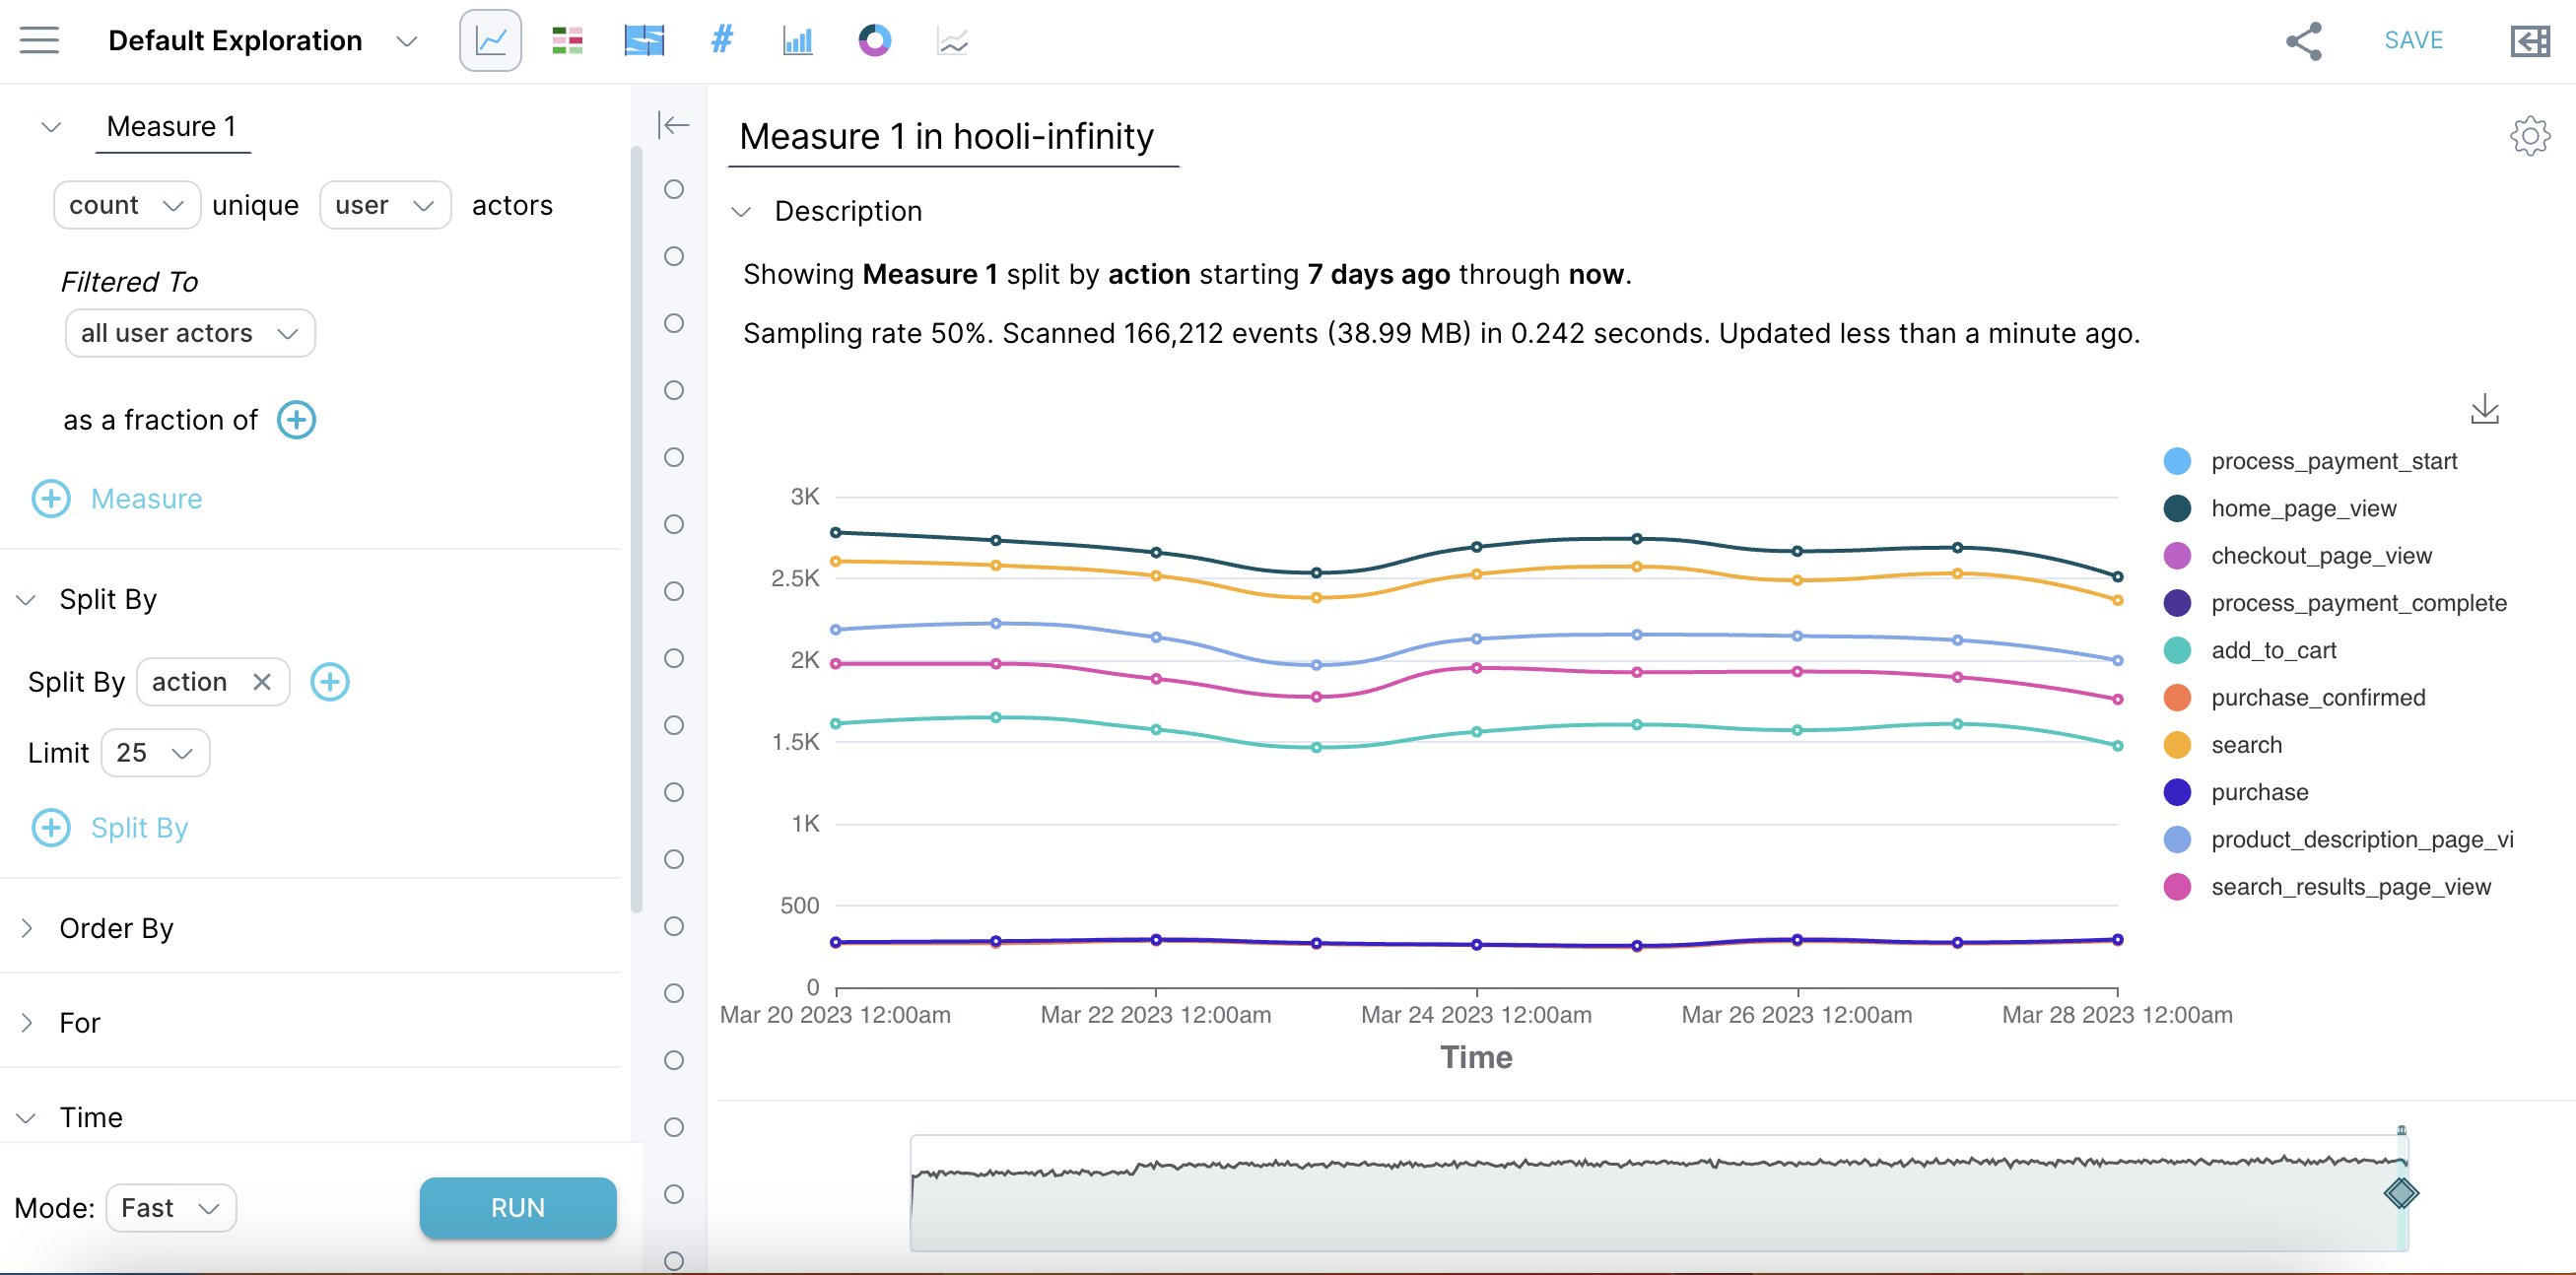 Default Exploration
#
SAVE
Measure 1
count unique user actors
Filtered To
all user actors
as a fraction of
Measure
Split By
Split By action
Limit 25
Split By
Order By
For
Time
Mode: Fast RUN
Measure 1 in hooli-infinity
Description
Showing Measure 1 split by action starting 7 days ago through now.
Sampling rate 50%. Scanned 166,212 events (38.99 MB) in 0.242 seconds. Updated less than a minute ago.
3K
2.5K
2K
1.5K
1K
500
0
Mar 20 2023 12:00am Mar 22 2023 12:00am Mar 24 2023 12:00am Mar 26 2023 12:00am Mar 28 2023 12:00am
Time
process_payment_start
home_page_view
checkout_page_view
process_payment_complete
add_to_cart
purchase_confirmed
search
purchase
product_description_page_vi
search_results_page_view